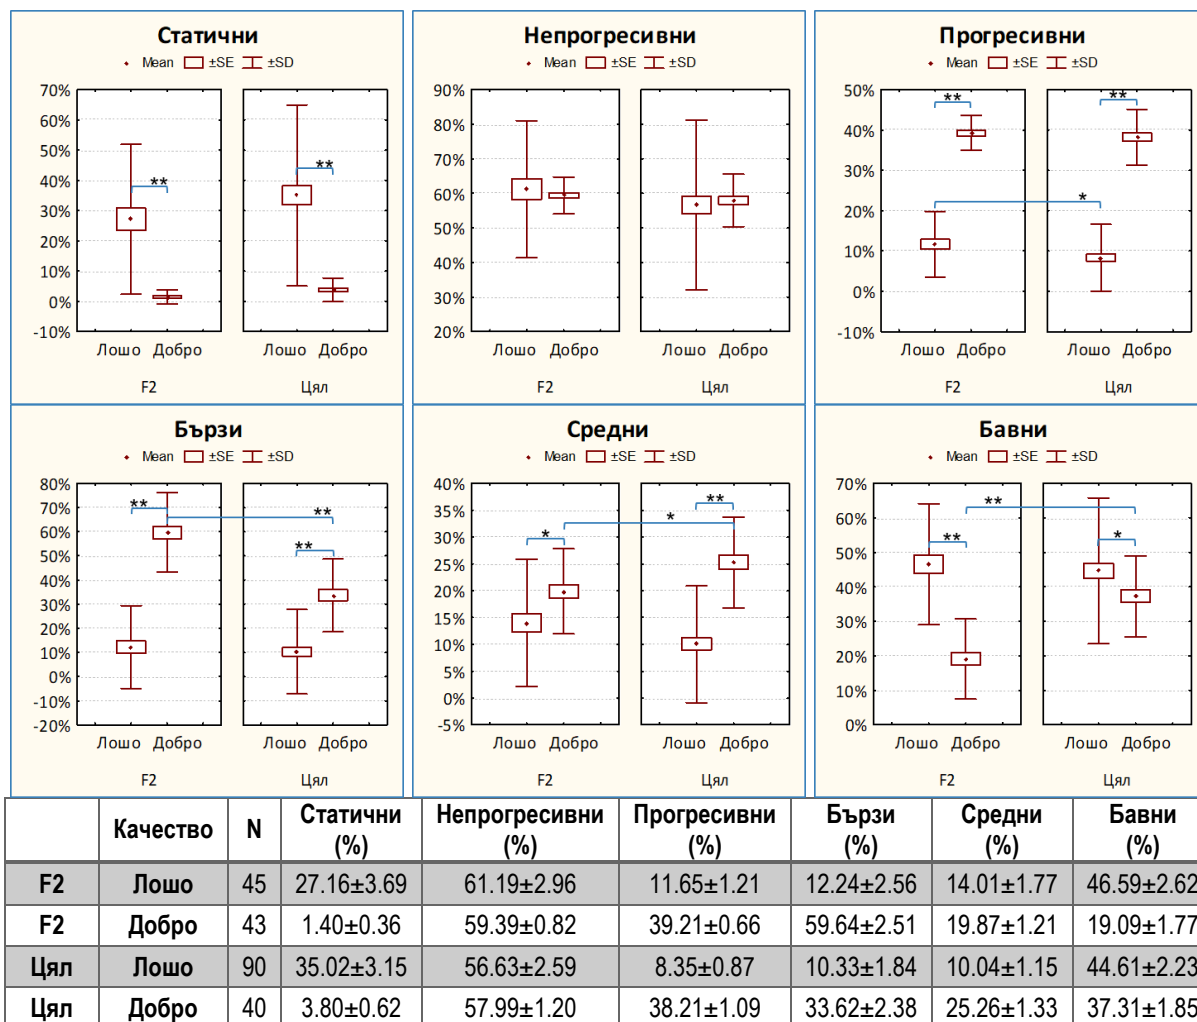 Статични
Mean ±SE ±SD
70%
60%
50%
40%
30%
20%
10%
0%
-10%
**
**
Лошо Добро
Лошо Добро
F2
Цял
Непрогресивни
Mean ±SE ±SD
90%
80%
70%
60%
50%
40%
30%
20%
Лошо Добро
Лошо Добро
F2
Цял
Прогресивни
Mean ±SE ±SD
50%
40%
30%
20%
10%
0%
-10%
**
**
*
Лошо Добро
Лошо Добро
F2
Цял
Бързи
Mean ±SE ±SD
80%
70%
60%
50%
40%
30%
20%
10%
0%
-10%
-20%
**
**
**
Лошо Добро
Лошо Добро
F2
Цял
Средни
Mean ±SE ±SD
40%
35%
30%
25%
20%
15%
10%
5%
0%
-5%
**
*
*
Лошо Добро
Лошо Добро
F2
Цял
Бавни
Mean ±SE ±SD
70%
60%
50%
40%
30%
20%
10%
0%
**
**
*
Лошо Добро
Лошо Добро
F2
Цял
Качество N Статични (%) Непрогресивни (%) Прогресивни (%) Бързи (%) Средни (%) Бавни (%)
F2 Лошо 45 27.16±3.69 61.19±2.96 11.65±1.21 12.24±2.56 14.01±1.77 46.59±2.62
F2 Добро 43 1.40±0.36 59.39±0.82 39.21±0.66 59.64±2.51 19.87±1.21 19.09±1.77
Цял Лошо 90 35.02±3.15 56.63±2.59 8.35±0.87 10.33±1.84 10.04±1.15 44.61±2.23
Цял Добро 40 3.80±0.62 57.99±1.20 38.21±1.09 33.62±2.38 25.26±1.33 37.31±1.85